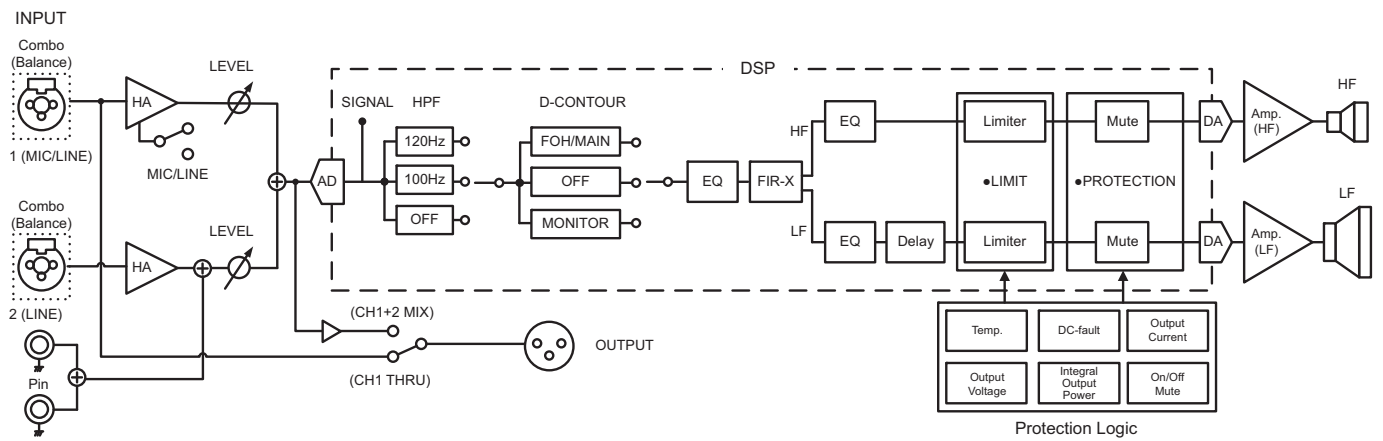 INPUT
Combo
(Balance)
HA
LEVEL
1 (MIC/LINE)
MIC/LINE
Combo
(Balance)
HA
LEVEL
2 (LINE)
Pin
DSP
SIGNAL
HPF
D-CONTOUR
AD
120Hz
100Hz
OFF
FOH/MAIN
OFF
MONITOR
EQ
FIR-X
HF
EQ
Limiter
Mute
DA
Amp.
(HF)
HF
●LIMIT
●PROTECTION
LF
EQ
Delay
Limiter
Mute
DA
Amp.
(LF)
LF
(CH1+2 MIX)
(CH1 THRU)
OUTPUT
Temp.
DC-fault
Output
Current
Output
Voltage
Integral
Output
Power
On/Off
Mute
Protection Logic